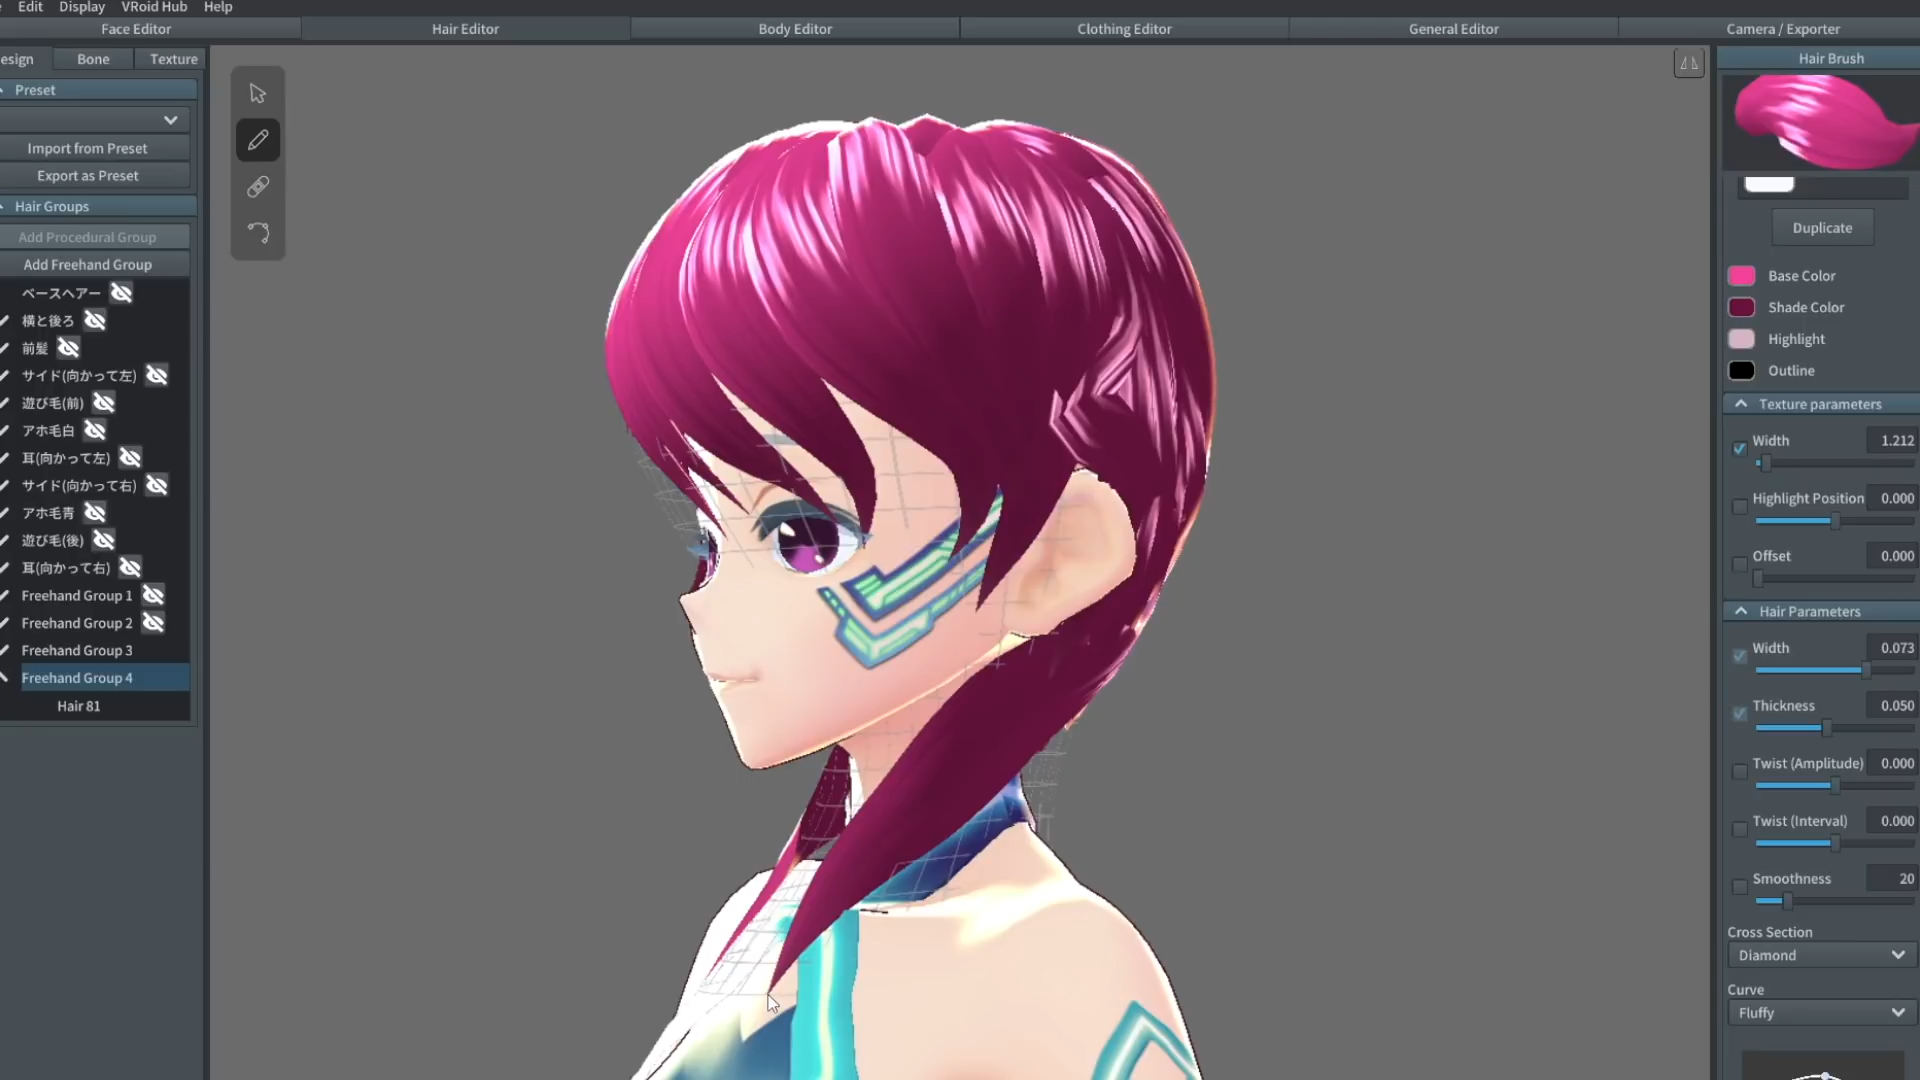 Edit Display VRoid Hub Help
Face Editor Hair Editor Body Editor Clothing Editor General Editor Camera / Exporter
esign Bone Texture
Preset
Import from Preset
Export as Preset
Hair Groups
Add Procedural Group
Add Freehand Group
ベースヘアー
横と後ろ
前髪
サイド(向かって左)
遊び毛(前)
アホ毛白
耳(向かって左)
サイド(向かって右)
アホ毛青
遊び毛(後)
耳(向かって右)
Freehand Group 1
Freehand Group 2
Freehand Group 3
Freehand Group 4
Hair 81
Hair Brush
Duplicate
Base Color
Shade Color
Highlight
Outline
Texture parameters
Width 1.212
Highlight Position 0.000
Offset 0.000
Hair Parameters
Width 0.073
Thickness 0.050
Twist (Amplitude) 0.000
Twist (Interval) 0.000
Smoothness 20
Cross Section
Diamond
Curve
Fluffy